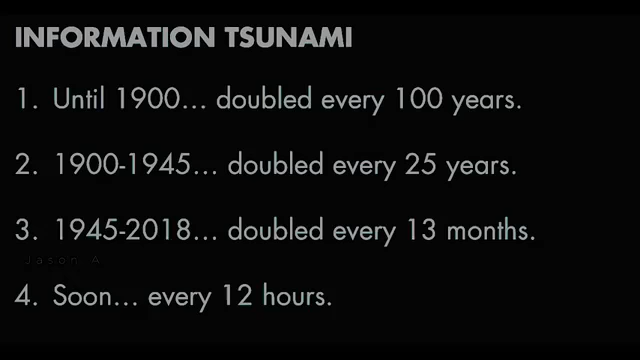 INFORMATION TSUNAMI
1. Until 1900... doubled every 100 years.
2. 1900-1945... doubled every 25 years.
3. 1945-2018... doubled every 13 months.
Jason A
4. Soon... every 12 hours.